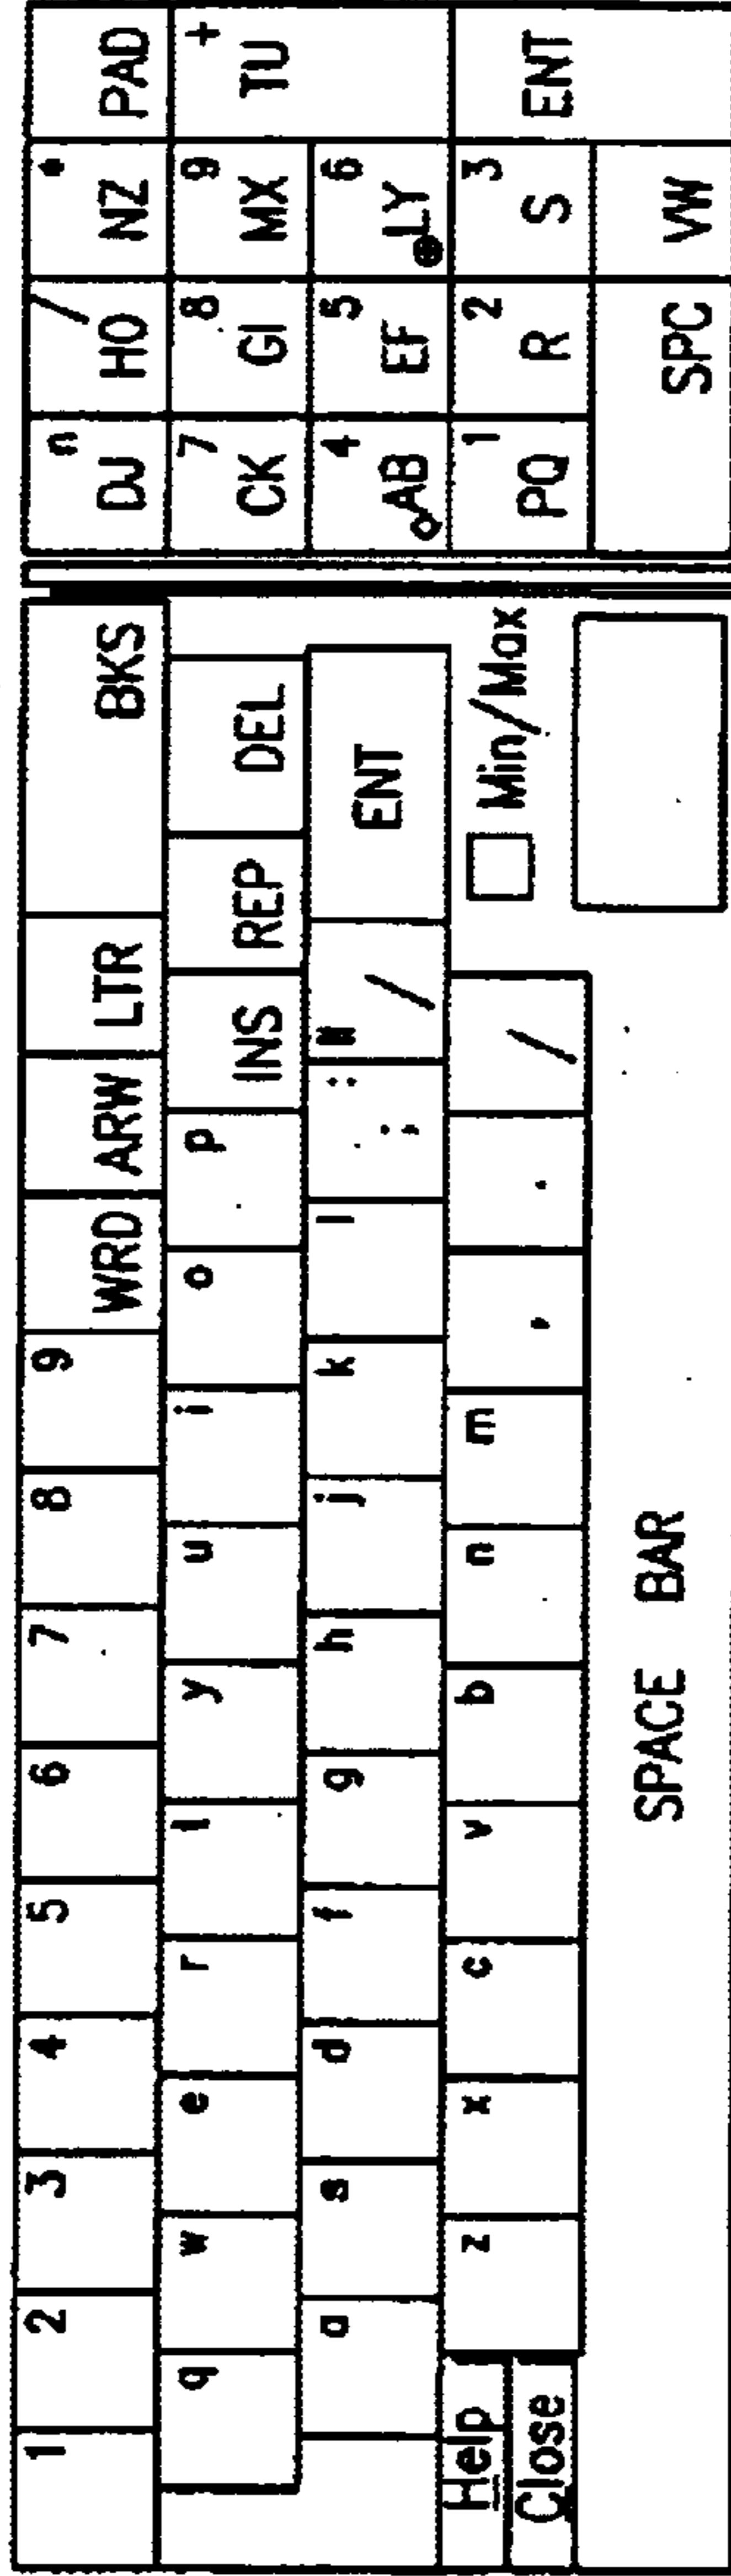 1 2 3 4 5 6 7 8 9 WRD ARW LTR BKS
q w e r t y u i o p INS REP DEL
a s d f g h j k l ; : " / ENT
Help z x c v b n m , . / Min/Max
Close
SPACE BAR
n DJ / HO * NZ PAD
7 CK 8 GI 9 MX + TU
4 AB 5 EF 6 LY
1 PQ 2 R 3 S ENT
SPC VW